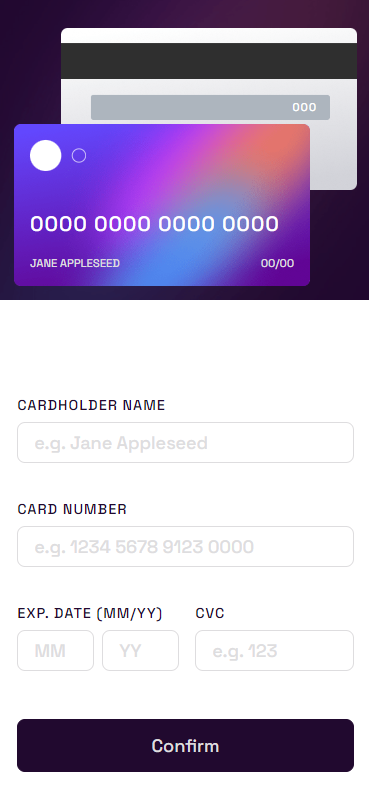 000
0000 0000 0000 0000
JANE APPLESEED 00/00
CARDHOLDER NAME
e.g. Jane Appleseed
CARD NUMBER
e.g. 1234 5678 9123 0000
EXP. DATE (MM/YY) CVC
MM YY e.g. 123
Confirm